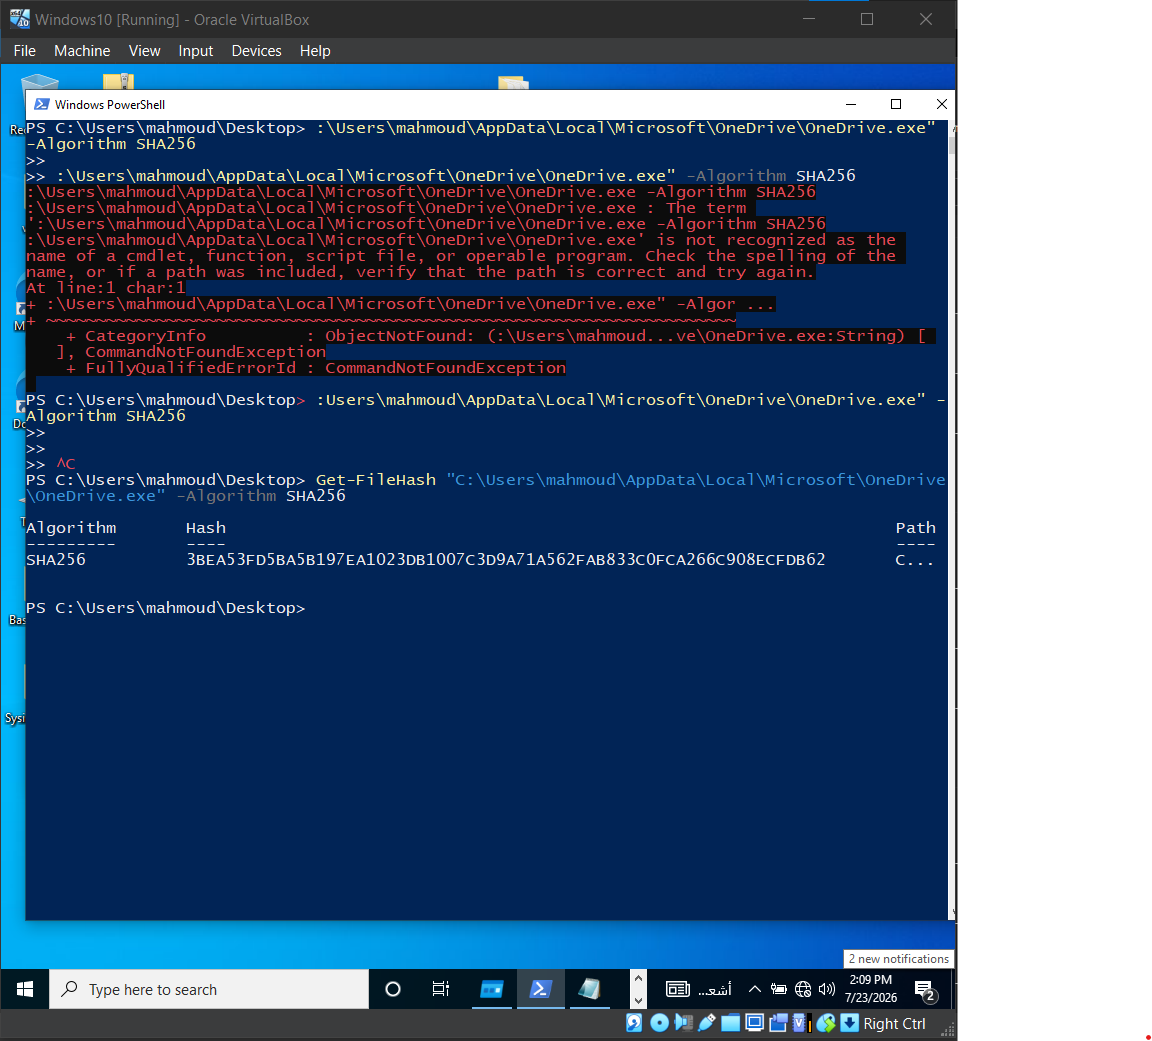 Windows10 [Running] - Oracle VirtualBox
File Machine View Input Devices Help
Windows PowerShell
PS C:\Users\mahmoud\Desktop> :\Users\mahmoud\AppData\Local\Microsoft\OneDrive\OneDrive.exe"
-Algorithm SHA256
>>
>> :\Users\mahmoud\AppData\Local\Microsoft\OneDrive\OneDrive.exe" -Algorithm SHA256
:\Users\mahmoud\AppData\Local\Microsoft\OneDrive\OneDrive.exe -Algorithm SHA256
:\Users\mahmoud\AppData\Local\Microsoft\OneDrive\OneDrive.exe : The term
':\Users\mahmoud\AppData\Local\Microsoft\OneDrive\OneDrive.exe -Algorithm SHA256
:\Users\mahmoud\AppData\Local\Microsoft\OneDrive\OneDrive.exe' is not recognized as the
name of a cmdlet, function, script file, or operable program. Check the spelling of the
name, or if a path was included, verify that the path is correct and try again.
At line:1 char:1
+ :\Users\mahmoud\AppData\Local\Microsoft\OneDrive\OneDrive.exe" -Algor ...
+ ~~~~~~~~~~~~~~~~~~~~~~~~~~~~~~~~~~~~~~~~~~~~~~~~~~~~~~~~~~~~~~~~~~~~~
+ CategoryInfo : ObjectNotFound: (:\Users\mahmoud...ve\OneDrive.exe:String) [
], CommandNotFoundException
+ FullyQualifiedErrorId : CommandNotFoundException
PS C:\Users\mahmoud\Desktop> :Users\mahmoud\AppData\Local\Microsoft\OneDrive\OneDrive.exe" -
Algorithm SHA256
>>
>>
>> ^C
PS C:\Users\mahmoud\Desktop> Get-FileHash "C:\Users\mahmoud\AppData\Local\Microsoft\OneDrive
\OneDrive.exe" -Algorithm SHA256
Algorithm Hash Path
--------- ---- ----
SHA256 3BEA53FD5BA5B197EA1023DB1007C3D9A71A562FAB833C0FCA266C908ECFDB62 C...
PS C:\Users\mahmoud\Desktop>
2 new notifications
Type here to search
أشع...
2:09 PM
7/23/2026
2
Right Ctrl